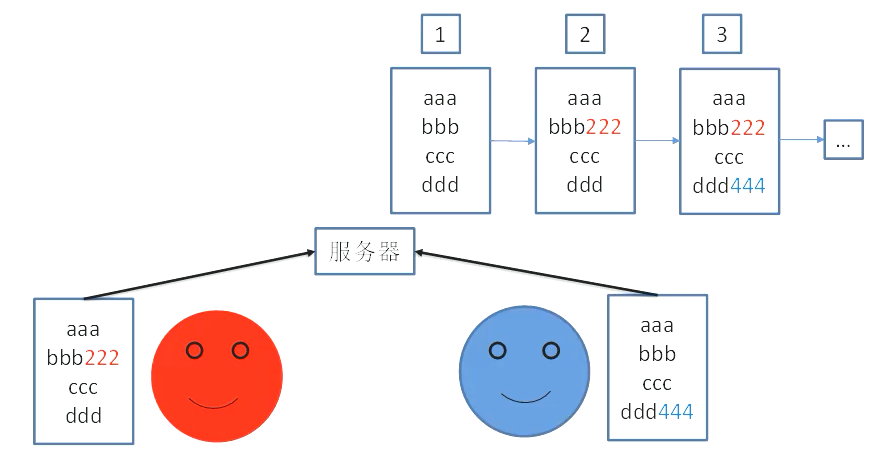 1
2
3
aaa
bbb
ccc
ddd
aaa
bbb222
ccc
ddd
aaa
bbb222
ccc
ddd444
...
服务器
aaa
bbb222
ccc
ddd
aaa
bbb
ccc
ddd444